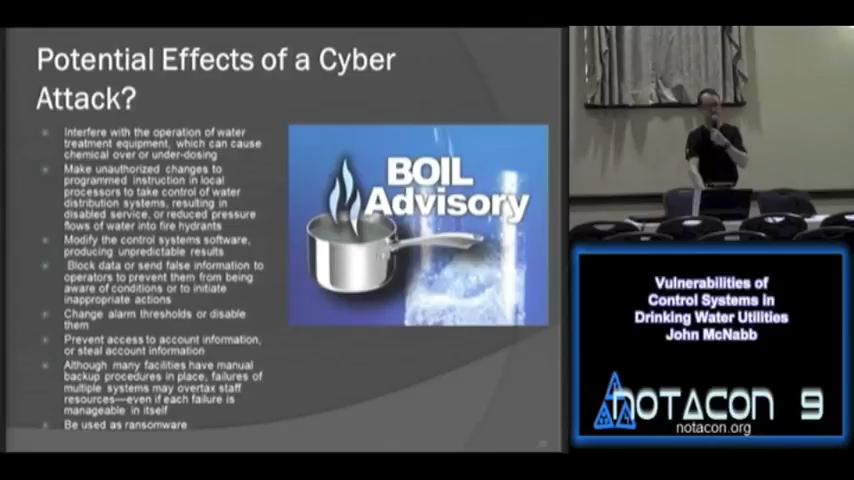 Potential Effects of a Cyber
Attack?
Interfere with the operation of water
treatment equipment, which can cause
chemical over or under-dosing
Make unauthorized changes to
programmed instruction in local
processors to take control of water
distribution systems, resulting in
disabled service, or reduced pressure
flows of water into fire hydrants
Modify the control systems software,
producing unpredictable results
Block data or send false information to
operators to prevent them from being
aware of conditions or to initiate
inappropriate actions
Change alarm thresholds or disable
them
Prevent access to account information,
or steal account information
Although many facilities have manual
backup procedures in place, failures of
multiple systems may overtax staff
resources—even if each failure is
manageable in itself
Be used as ransomware
BOIL
Advisory
Vulnerabilities of
Control Systems in
Drinking Water Utilities
John McNabb
NOTACON 9
notacon.org